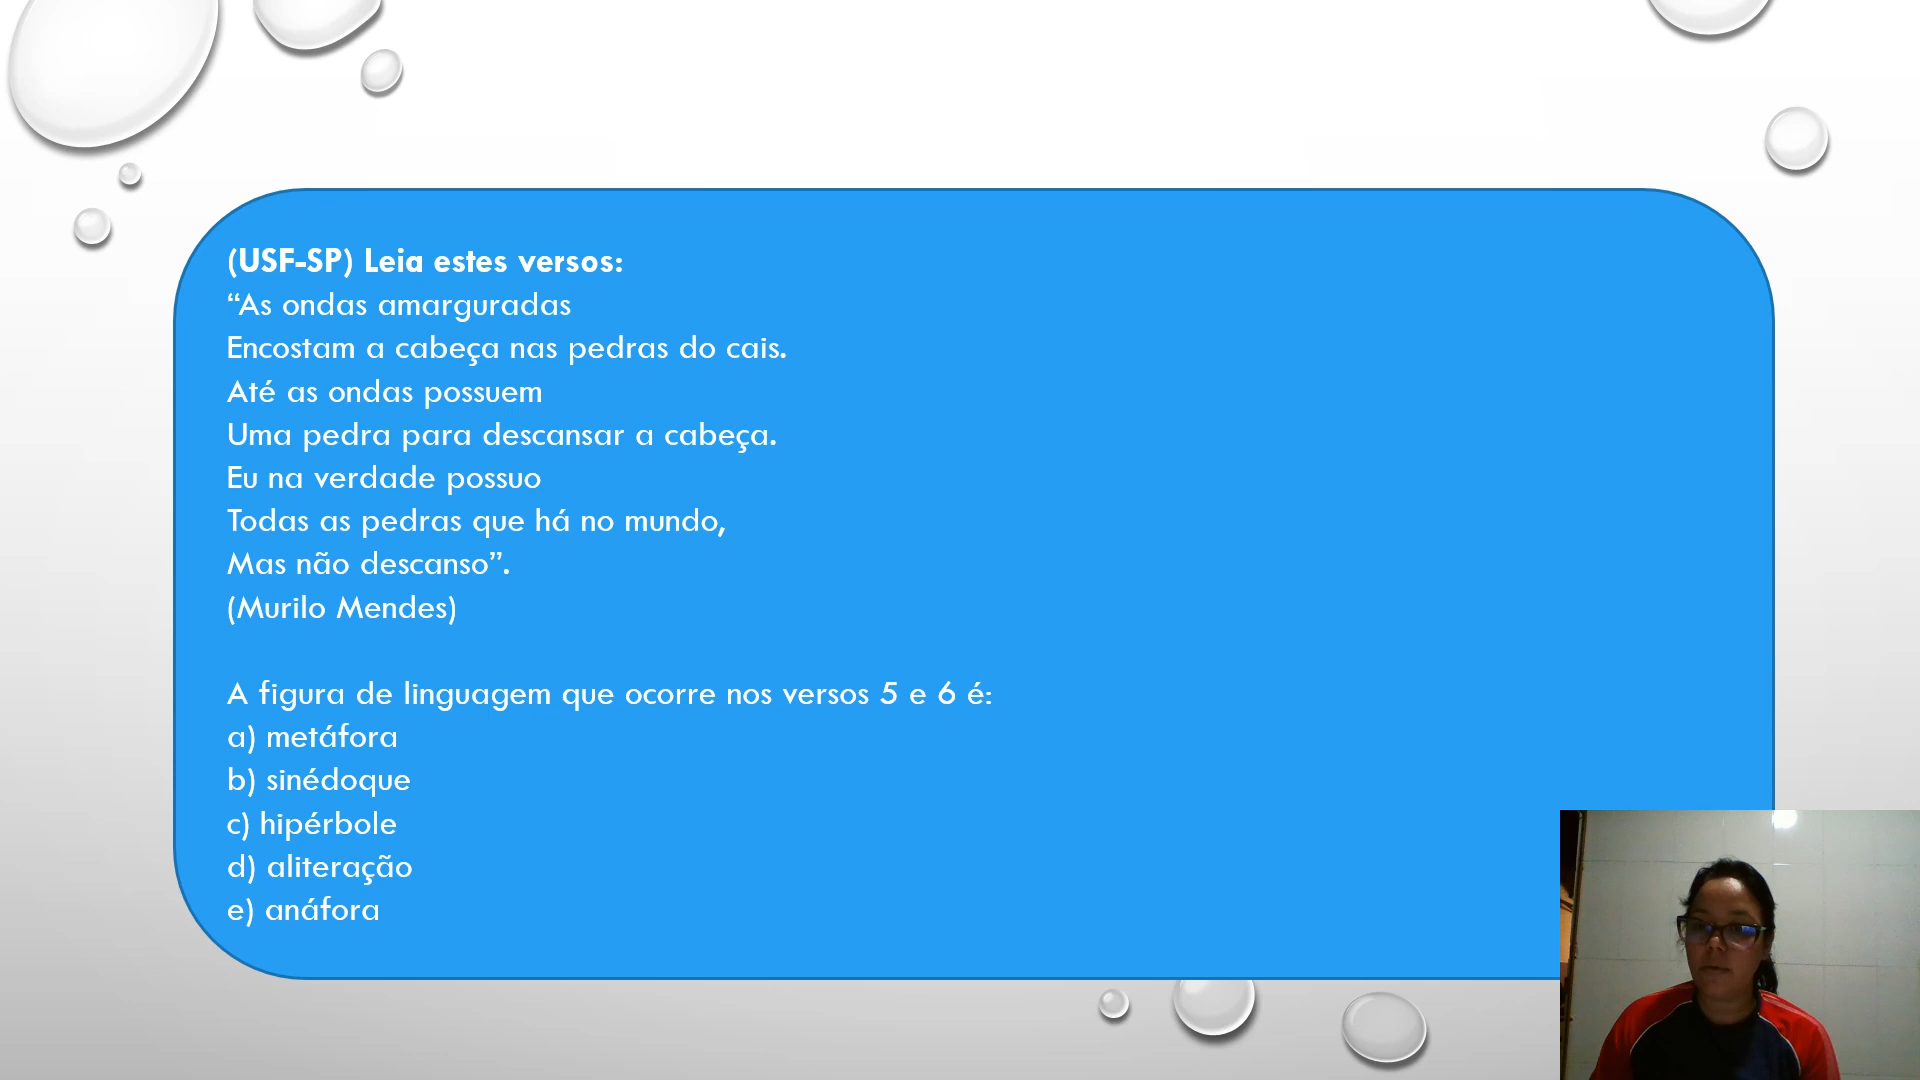 (USF-SP) Leia estes versos:
“As ondas amarguradas
Encostam a cabeça nas pedras do cais.
Até as ondas possuem
Uma pedra para descansar a cabeça.
Eu na verdade possuo
Todas as pedras que há no mundo,
Mas não descanso”.
(Murilo Mendes)
A figura de linguagem que ocorre nos versos 5 e 6 é:
a) metáfora
b) sinédoque
c) hipérbole
d) aliteração
e) anáfora